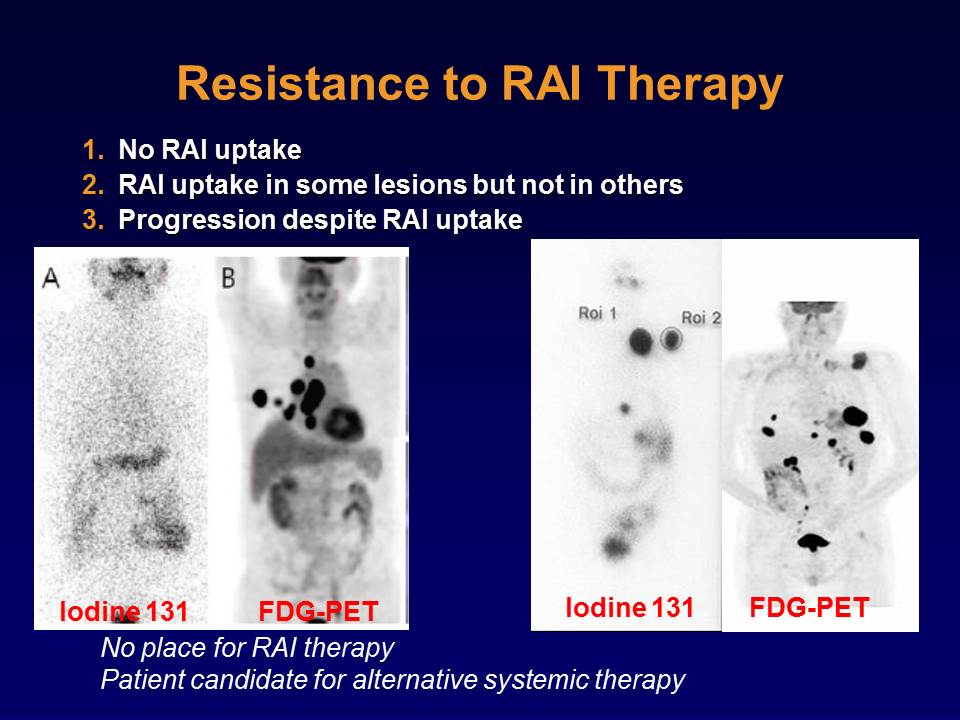 Resistance to RAI Therapy
1. No RAI uptake
2. RAI uptake in some lesions but not in others
3. Progression despite RAI uptake
A
B
Roi 1
Roi 2
Iodine 131
FDG-PET
Iodine 131
FDG-PET
No place for RAI therapy
Patient candidate for alternative systemic therapy